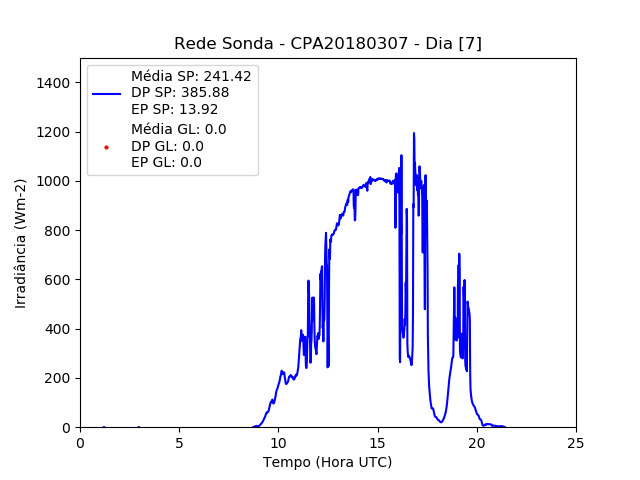 Rede Sonda - CPA20180307 - Dia [7]
Média SP: 241.42
DP SP: 385.88
EP SP: 13.92
Média GL: 0.0
DP GL: 0.0
EP GL: 0.0
Irradiância (Wm-2)
1400
1200
1000
800
600
400
200
0
0 5 10 15 20 25
Tempo (Hora UTC)